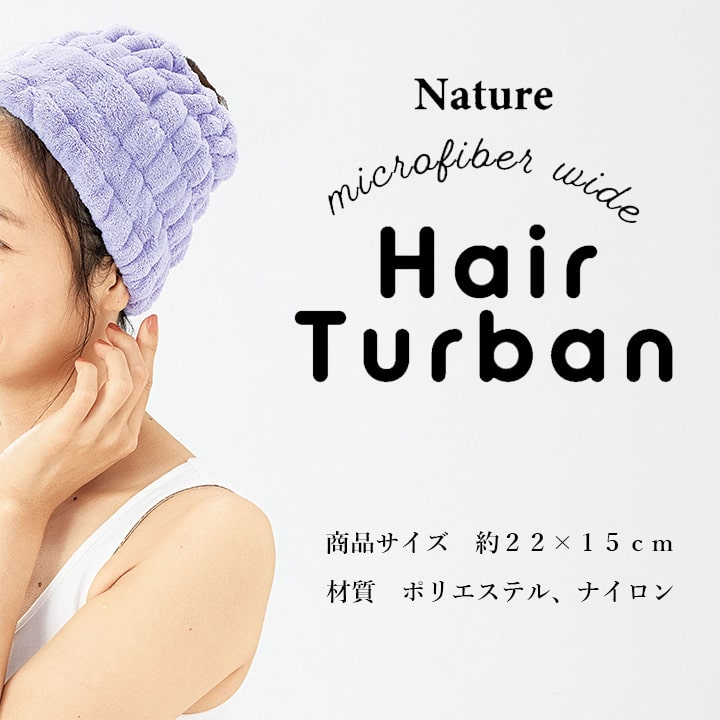 Nature
microfiber wide
Hair
Turban
商品サイズ　約２２×１５ｃｍ
材質　ポリエステル、ナイロン